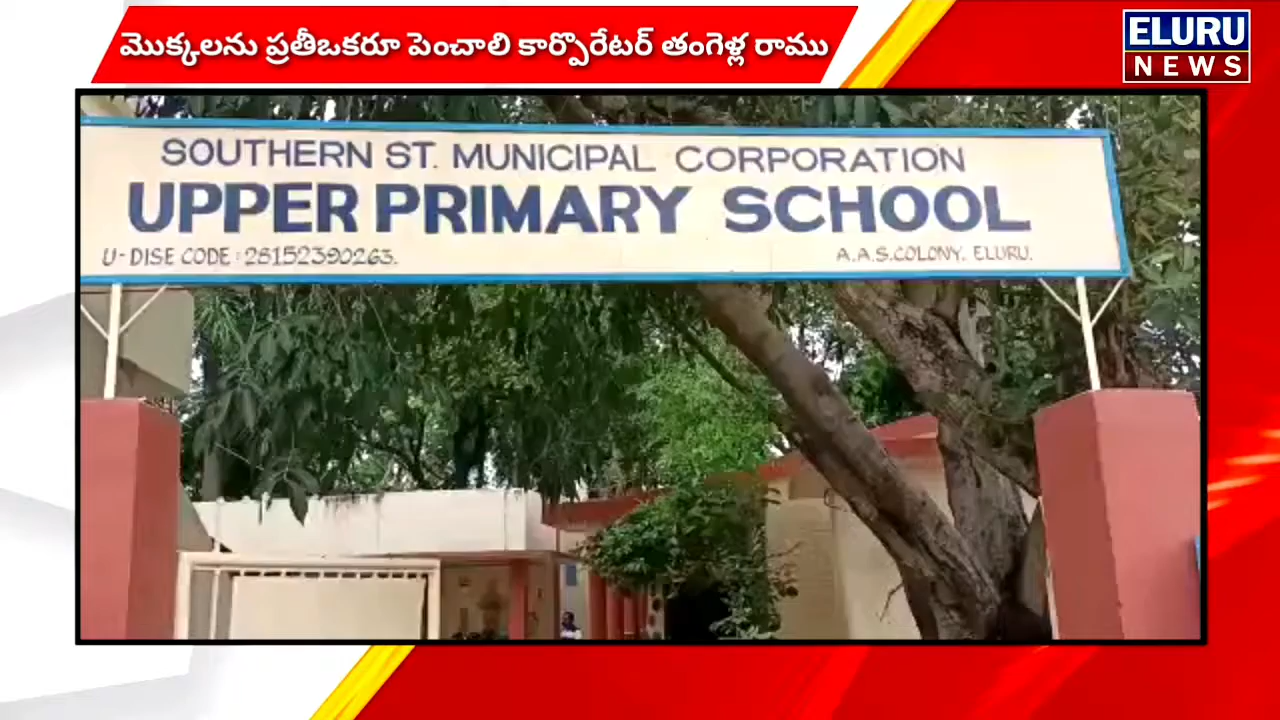 మొక్కలను ప్రతీఒకరూ పెంచాలి కార్పొరేటర్ తంగెళ్ల రాము
ELURU
NEWS
SOUTHERN ST. MUNICIPAL CORPORATION
UPPER PRIMARY SCHOOL
U-DISE CODE: 28152390263.
A.A.S.COLONY. ELURU.